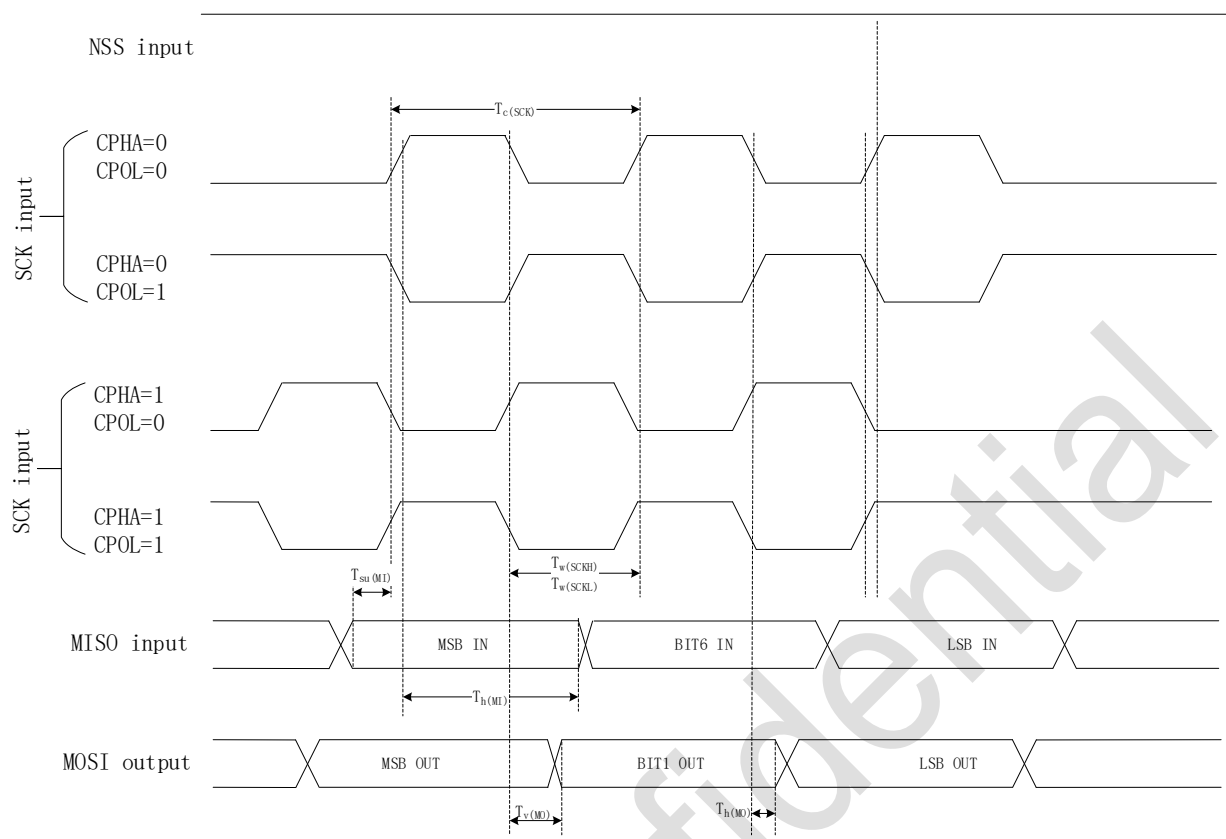 NSS input
Tc(SCK)
CPHA=0
CPOL=0
SCK input
CPHA=0
CPOL=1
CPHA=1
CPOL=0
SCK input
CPHA=1
CPOL=1
Tsu(MI)
Tw(SCKH)
Tw(SCKL)
MISO input
MSB IN
BIT6 IN
LSB IN
Th(MI)
MOSI output
MSB OUT
BIT1 OUT
LSB OUT
Tv(MO)
Th(MO)
fidential